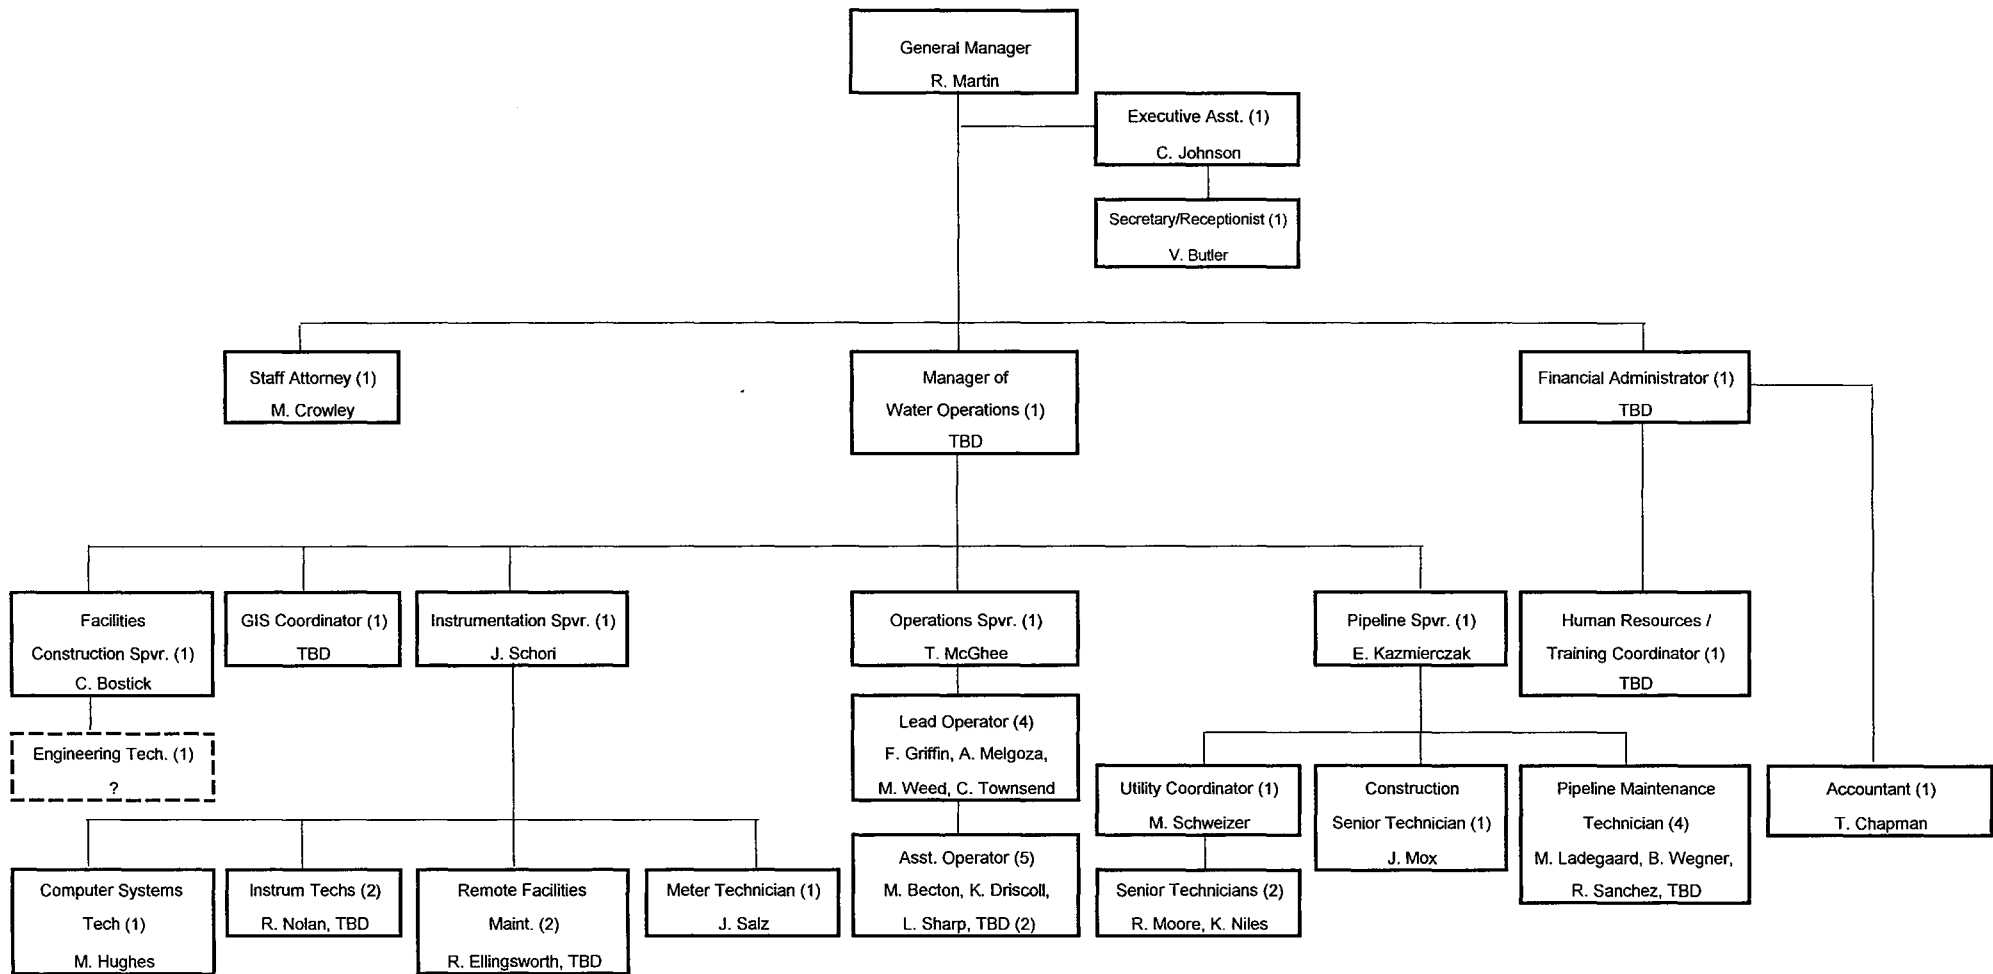 General Manager
R. Martin
Executive Asst. (1)
C. Johnson
Secretary/Receptionist (1)
V. Butler
Staff Attorney (1)
M. Crowley
Manager of
Water Operations (1)
TBD
Financial Administrator (1)
TBD
Facilities
Construction Spvr. (1)
C. Bostick
GIS Coordinator (1)
TBD
Instrumentation Spvr. (1)
J. Schori
Operations Spvr. (1)
T. McGhee
Pipeline Spvr. (1)
E. Kazmierczak
Human Resources /
Training Coordinator (1)
TBD
Engineering Tech. (1)
?
Lead Operator (4)
F. Griffin, A. Melgoza,
M. Weed, C. Townsend
Utility Coordinator (1)
M. Schweizer
Construction
Senior Technician (1)
J. Mox
Pipeline Maintenance
Technician (4)
M. Ladegaard, B. Wegner,
R. Sanchez, TBD
Accountant (1)
T. Chapman
Computer Systems
Tech (1)
M. Hughes
Instrum Techs (2)
R. Nolan, TBD
Remote Facilities
Maint. (2)
R. Ellingsworth, TBD
Meter Technician (1)
J. Salz
Asst. Operator (5)
M. Becton, K. Driscoll,
L. Sharp, TBD (2)
Senior Technicians (2)
R. Moore, K. Niles